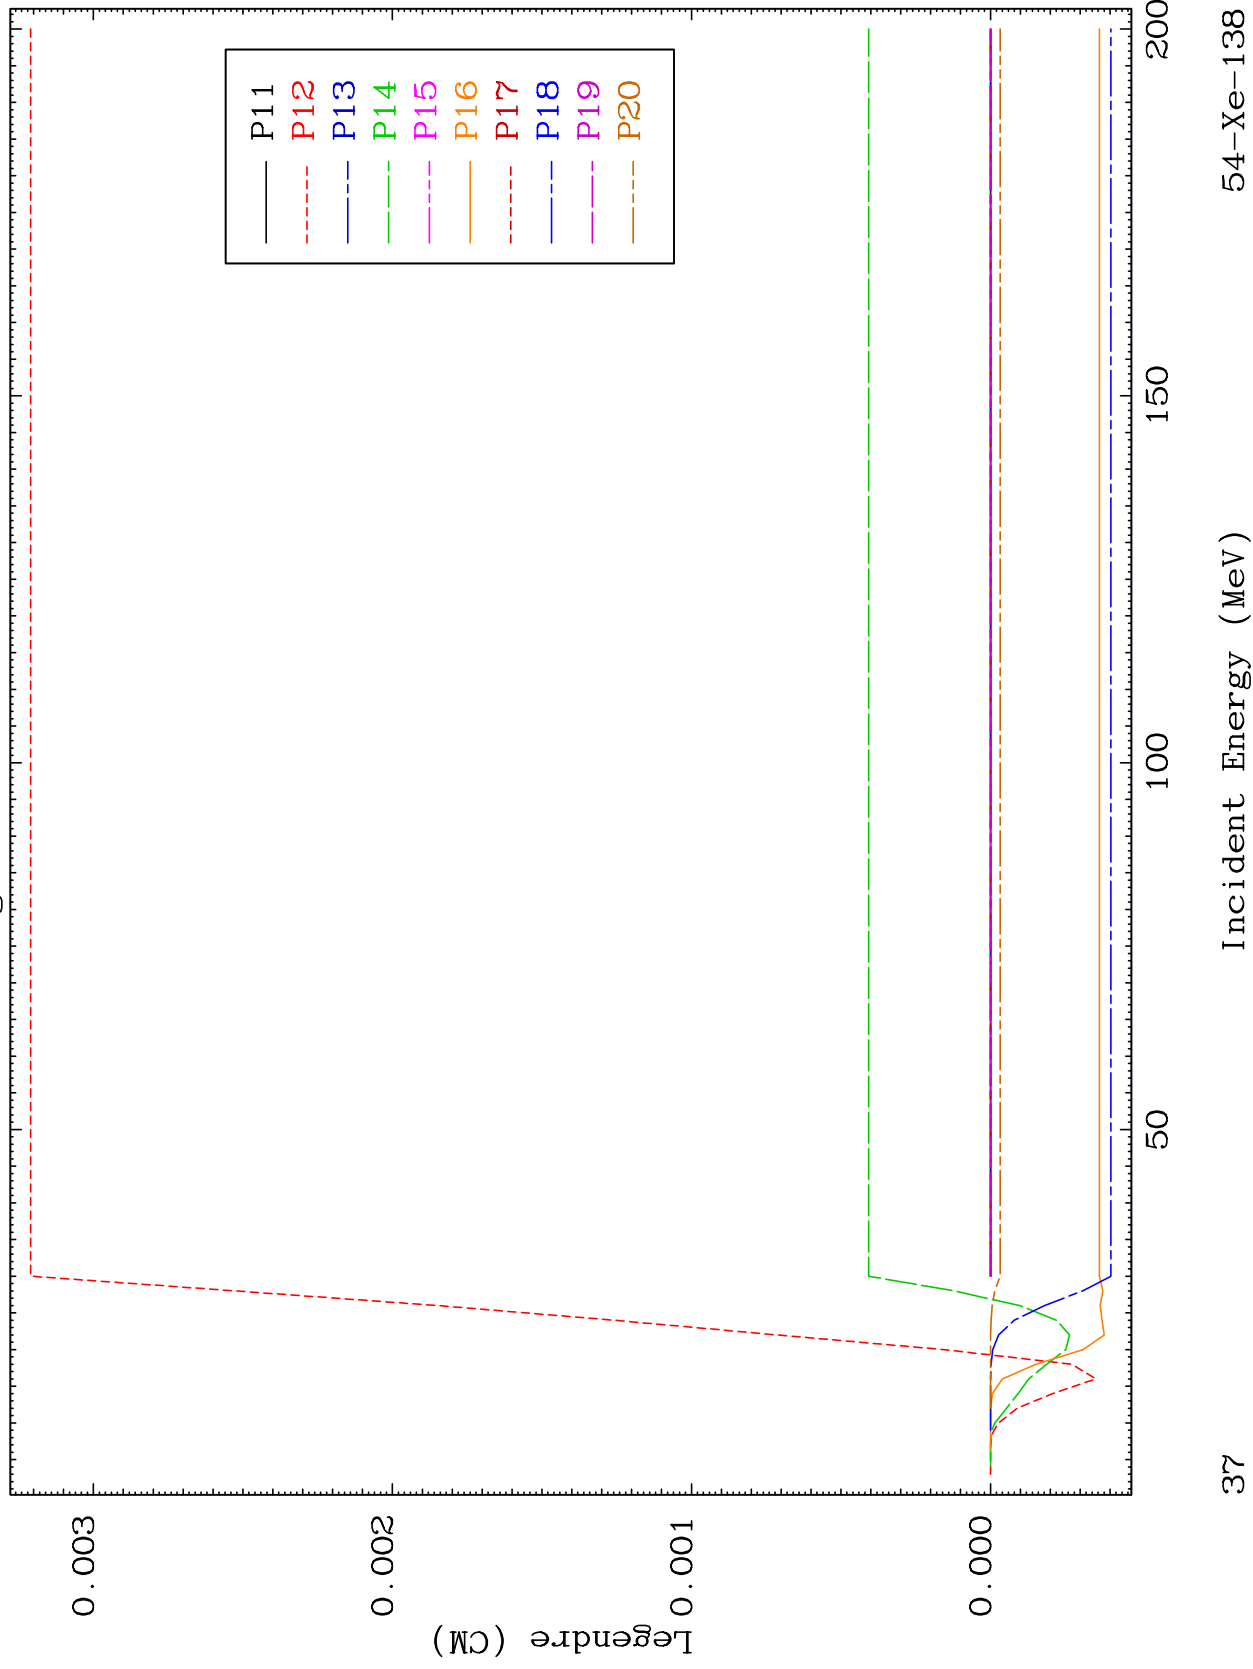 Legendre (CM)
0.003
0.002
0.001
0.000
P11
P12
P13
P14
P15
P16
P17
P18
P19
P20
50
100
150
200
37
Incident Energy (MeV)
54-Xe-138